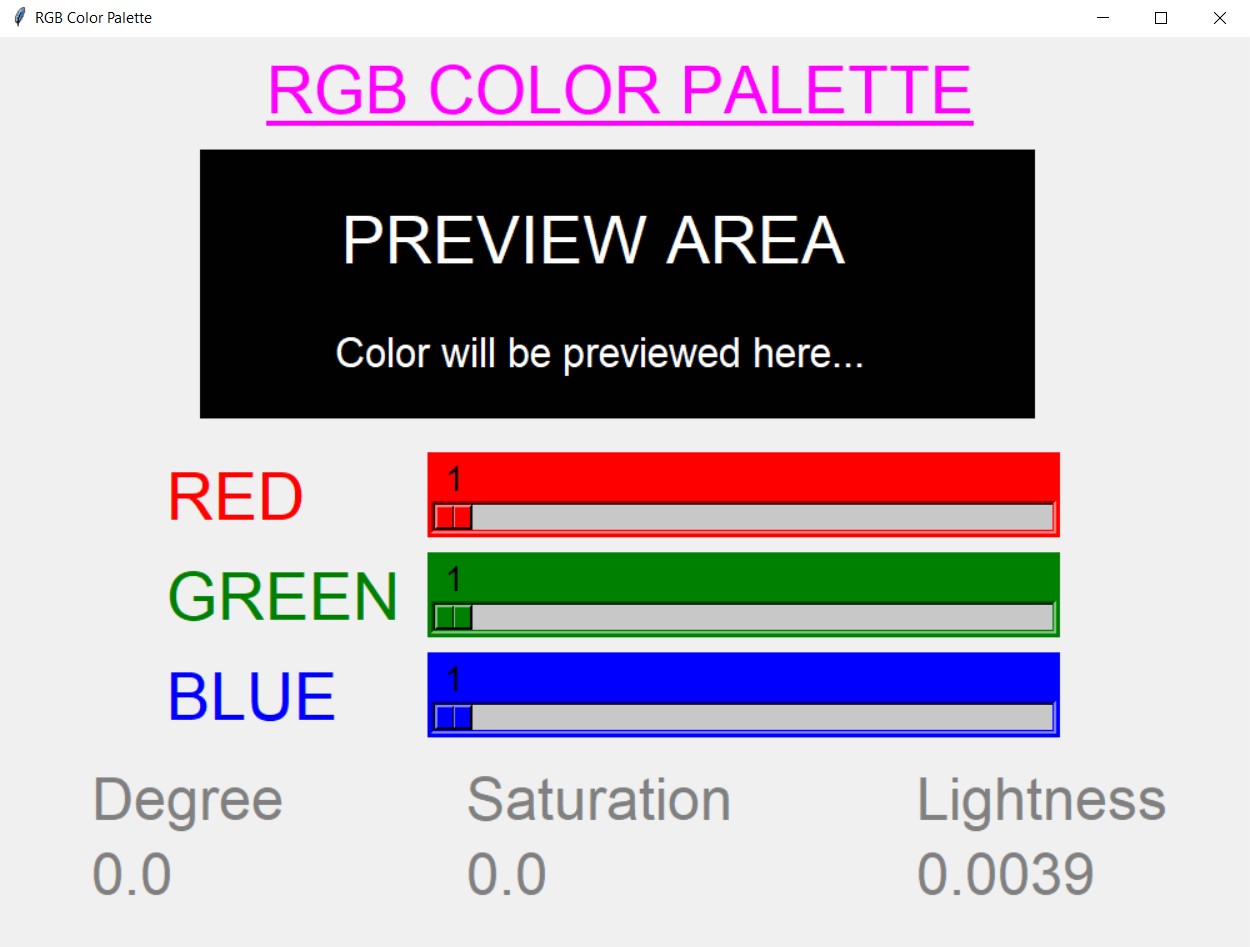 RGB Color Palette
RGB COLOR PALETTE
PREVIEW AREA
Color will be previewed here...
RED
1
GREEN
1
BLUE
1
Degree Saturation Lightness
0.0 0.0 0.0039